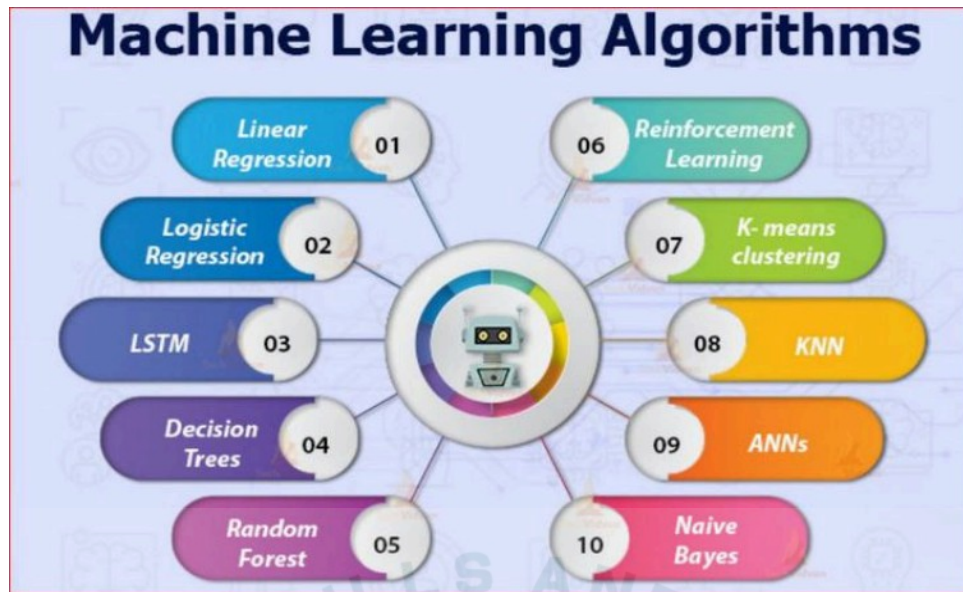 Machine Learning Algorithms
Linear
Regression
01
Logistic
Regression
02
LSTM
03
Decision
Trees
04
Random
Forest
05
06
Reinforcement
Learning
07
K- means
clustering
08
KNN
09
ANNs
10
Naive
Bayes